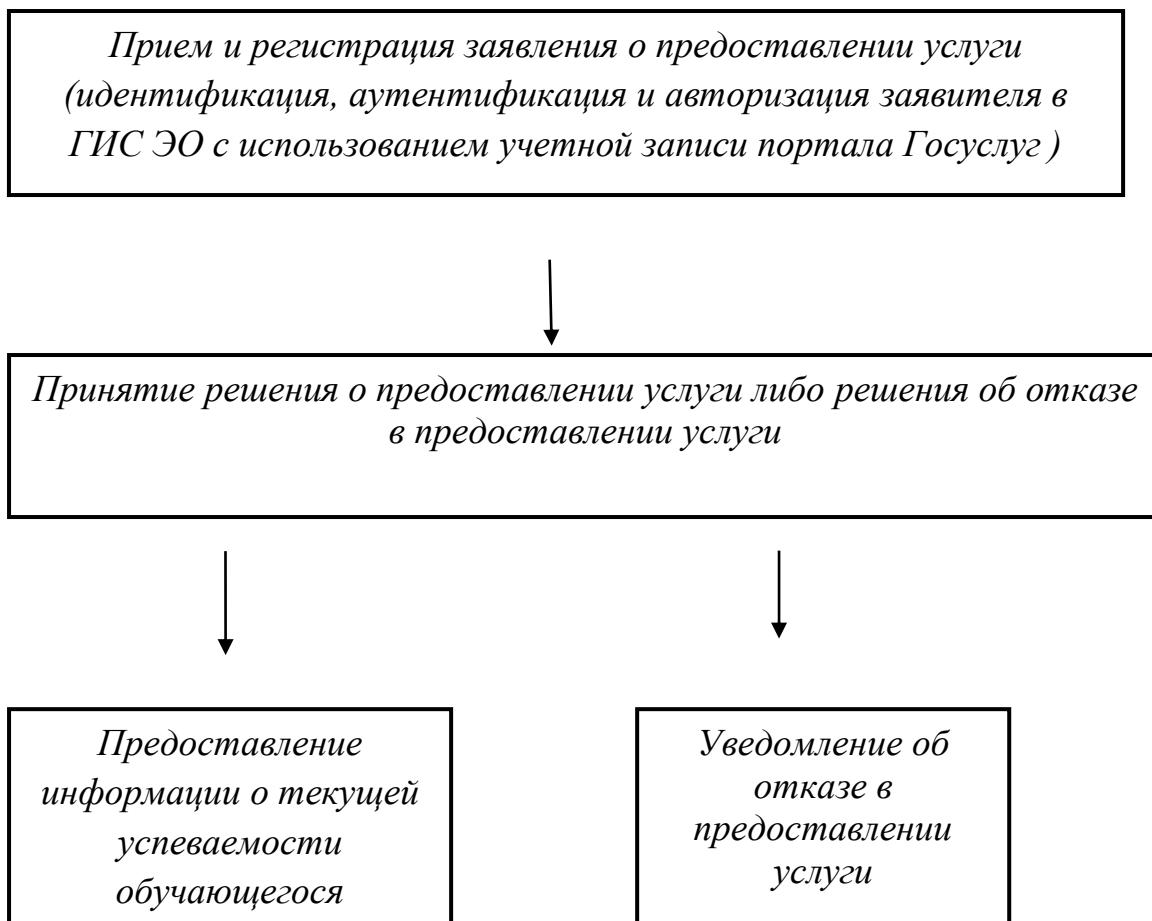 Прием и регистрация заявления о предоставлении услуги
(идентификация, аутентификация и авторизация заявителя в
ГИС ЭО с использованием учетной записи портала Госуслуг )
Принятие решения о предоставлении услуги либо решения об отказе
в предоставлении услуги
Предоставление
информации о текущей
успеваемости
обучающегося
Уведомление об
отказе в
предоставлении
услуги